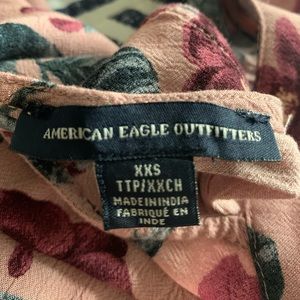 AMERICAN EAGLE OUTFITTERS
XXS
TTP/XXCH
MADE IN INDIA
FABRIQUÉ EN
INDE